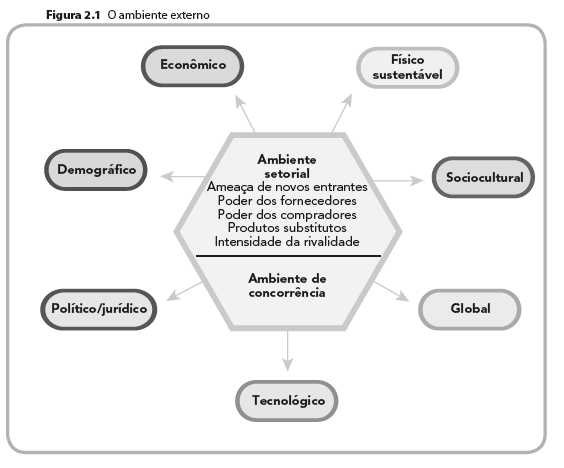 Figura 2.1 O ambiente externo
Econômico
Físico
sustentável
Demográfico
Ambiente
setorial
Ameaça de novos entrantes
Poder dos fornecedores
Poder dos compradores
Produtos substitutos
Intensidade da rivalidade
Sociocultural
Ambiente de
concorrência
Político/jurídico
Global
Tecnológico